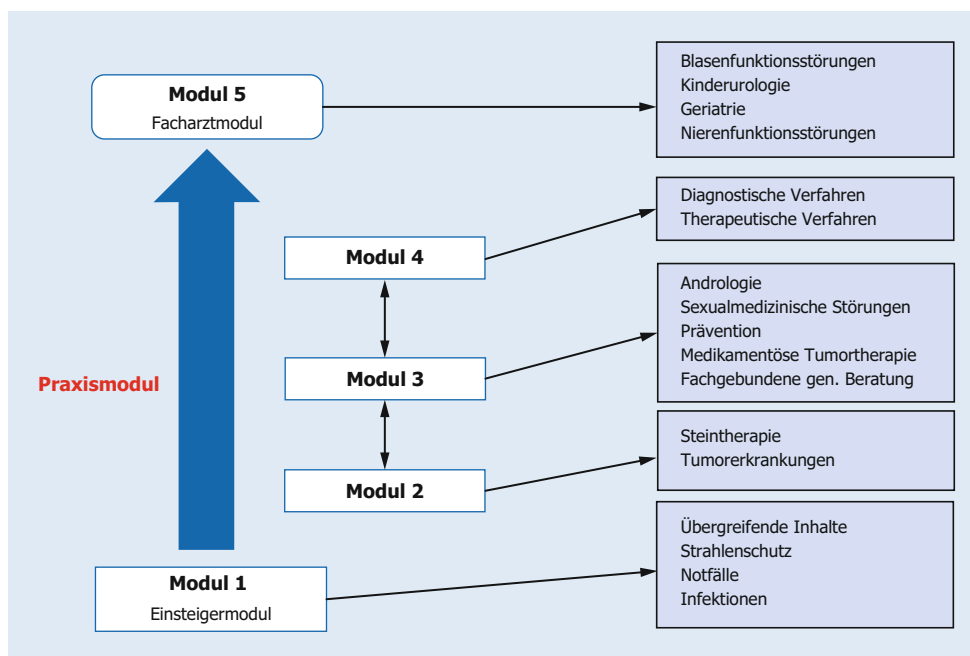 Modul 5
Facharztmodul
Blasenfunktionsstörungen
Kinderurologie
Geriatrie
Nierenfunktionsstörungen
Modul 4
Diagnostische Verfahren
Therapeutische Verfahren
Praxismodul
Modul 3
Andrologie
Sexualmedizinische Störungen
Prävention
Medikamentöse Tumortherapie
Fachgebundene gen. Beratung
Modul 2
Steintherapie
Tumorerkrankungen
Modul 1
Einsteigermodul
Übergreifende Inhalte
Strahlenschutz
Notfälle
Infektionen